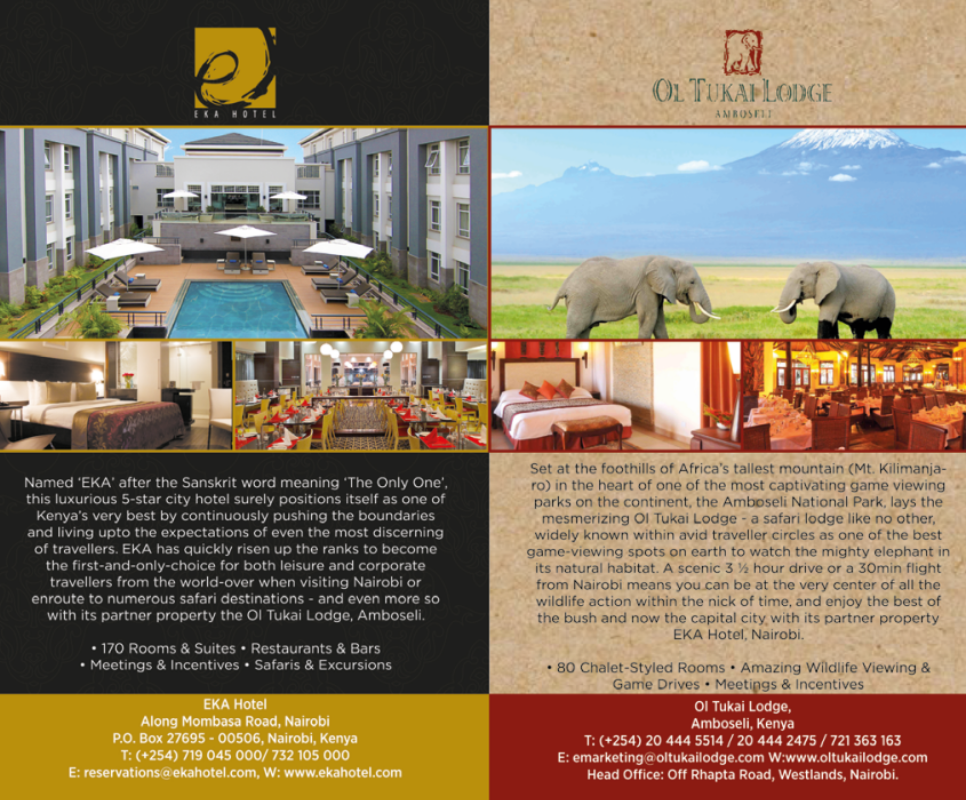 EKA HOTEL
Named ‘EKA’ after the Sanskrit word meaning ‘The Only One’,
this luxurious 5-star city hotel surely positions itself as one of
Kenya’s very best by continuously pushing the boundaries
and living upto the expectations of even the most discerning
of travellers. EKA has quickly risen up the ranks to become
the first-and-only-choice for both leisure and corporate
travellers from the world-over when visiting Nairobi or
enroute to numerous safari destinations - and even more so
with its partner property the Ol Tukai Lodge, Amboseli.
• 170 Rooms & Suites • Restaurants & Bars
• Meetings & Incentives • Safaris & Excursions
EKA Hotel
Along Mombasa Road, Nairobi
P.O. Box 27695 - 00506, Nairobi, Kenya
T: (+254) 719 045 000/ 732 105 000
E: reservations@ekahotel.com, W: www.ekahotel.com
OL TUKAI LODGE
AMBOSELI
Set at the foothills of Africa’s tallest mountain (Mt. Kilimanja-
ro) in the heart of one of the most captivating game viewing
parks on the continent, the Amboseli National Park, lays the
mesmerizing Ol Tukai Lodge - a safari lodge like no other,
widely known within avid traveller circles as one of the best
game-viewing spots on earth to watch the mighty elephant in
its natural habitat. A scenic 3 ½ hour drive or a 30min flight
from Nairobi means you can be at the very center of all the
wildlife action within the nick of time, and enjoy the best of
the bush and now the capital city with its partner property
EKA Hotel, Nairobi.
• 80 Chalet-Styled Rooms • Amazing Wildlife Viewing &
Game Drives • Meetings & Incentives
Ol Tukai Lodge,
Amboseli, Kenya
T: (+254) 20 444 5514 / 20 444 2475 / 721 363 163
E: emarketing@oltukailodge.com W:www.oltukailodge.com
Head Office: Off Rhapta Road, Westlands, Nairobi.